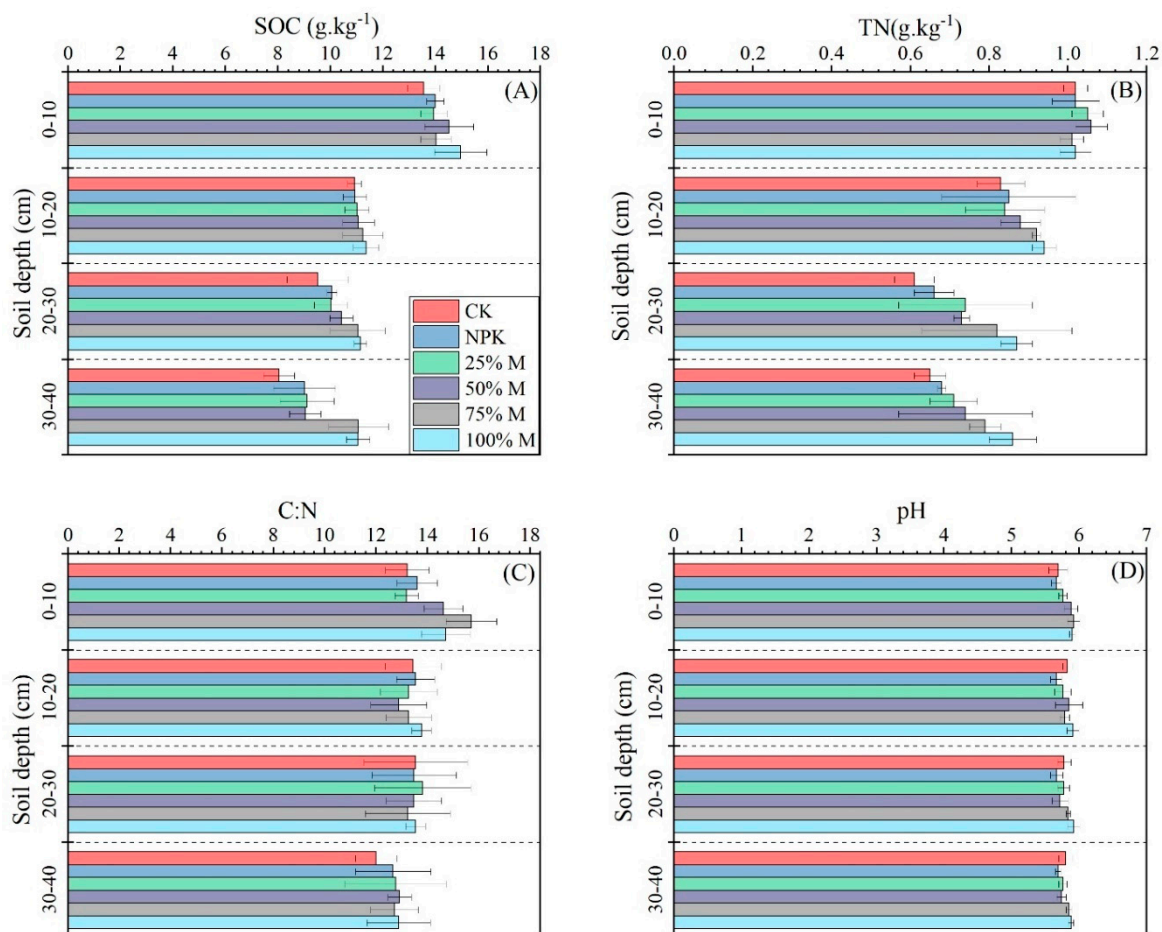 SOC (g.kg-1)
0 2 4 6 8 10 12 14 16 18
(A)
Soil depth (cm)
0-10
10-20
20-30
30-40
CK
NPK
25% M
50% M
75% M
100% M
TN(g.kg-1)
0.0 0.2 0.4 0.6 0.8 1.0 1.2
(B)
Soil depth (cm)
0-10
10-20
20-30
30-40
C:N
0 2 4 6 8 10 12 14 16 18
(C)
Soil depth (cm)
0-10
10-20
20-30
30-40
pH
0 1 2 3 4 5 6 7
(D)
Soil depth (cm)
0-10
10-20
20-30
30-40